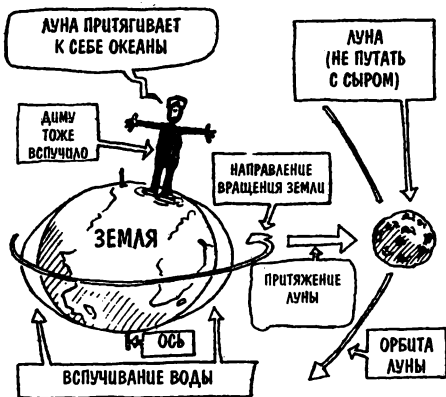 ЛУНА ПРИТЯГИВАЕТ
К СЕБЕ ОКЕАНЫ
ЛУНА
(НЕ ПУТАТЬ
С СЫРОМ)
ДИМУ
ТОЖЕ
ВСПУЧИЛО
НАПРАВЛЕНИЕ
ВРАЩЕНИЯ ЗЕМЛИ
ЗЕМЛЯ
ПРИТЯЖЕНИЕ
ЛУНЫ
ОСЬ
ОРБИТА
ЛУНЫ
ВСПУЧИВАНИЕ ВОДЫ